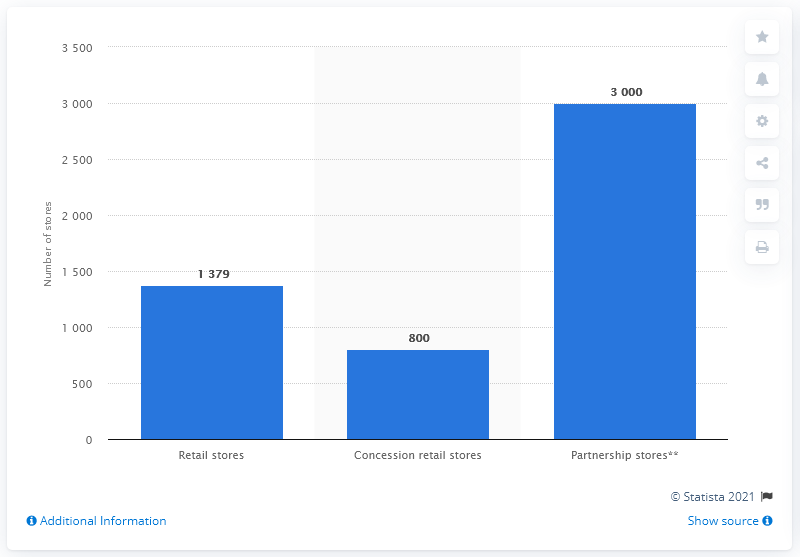 3 500
3 000
2 500
2 000
1 500
1 000
500
0
Number of stores
1 379
800
3 000
Retail stores
Concession retail stores
Partnership stores**
© Statista 2021
Additional Information
Show source